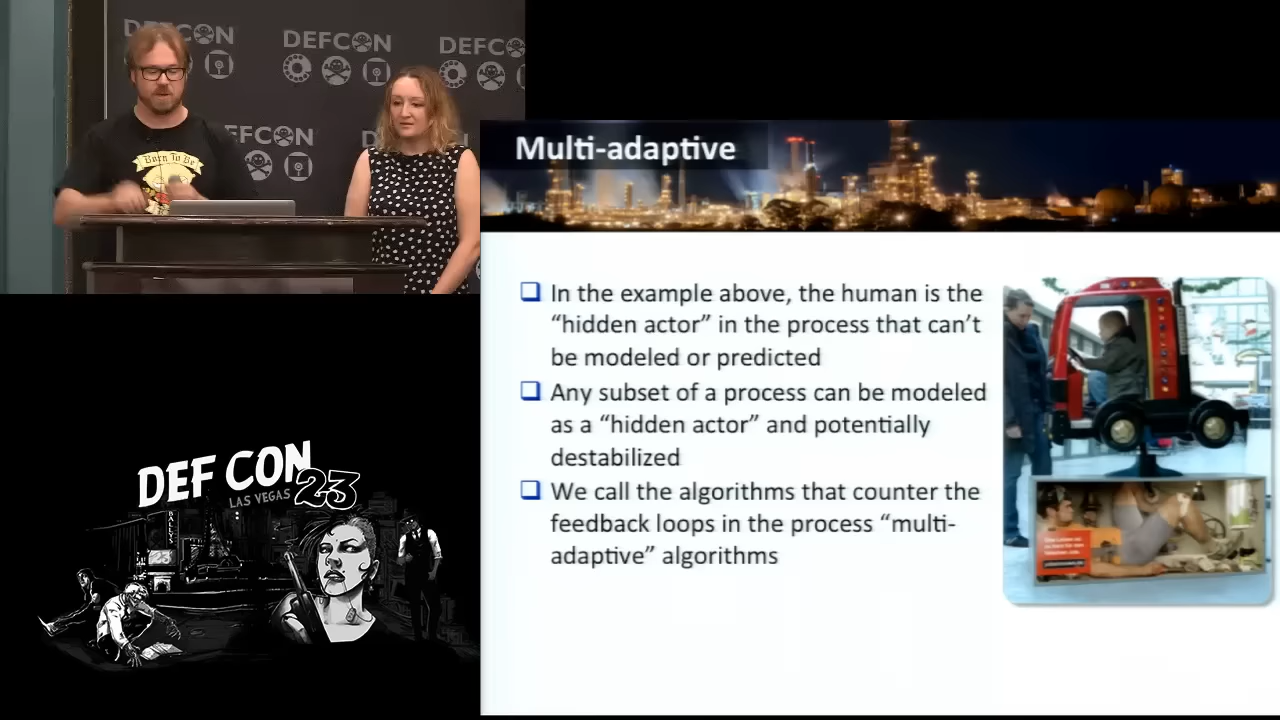 DEFCON
DEFCON
DEFCO
EFCON
D
Born To Be
Multi-adaptive
In the example above, the human is the
“hidden actor” in the process that can’t
be modeled or predicted
Any subset of a process can be modeled
as a “hidden actor” and potentially
destabilized
We call the algorithms that counter the
feedback loops in the process “multi-
adaptive” algorithms
DEF CON
LAS VEGAS 23
BALLYS